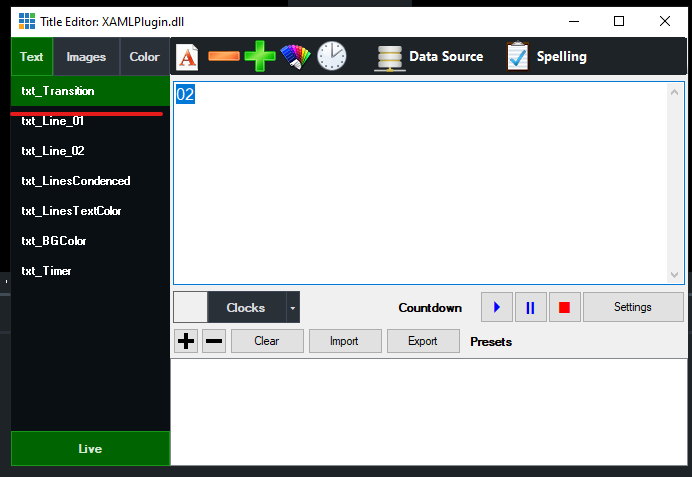 Title Editor: XAMLPlugin.dll
Text Images Color
A
Data Source Spelling
txt_Transition
02
txt_Line_01
txt_Line_02
txt_LinesCondenced
txt_LinesTextColor
txt_BGColor
txt_Timer
Clocks
Countdown
Settings
Clear Import Export Presets
Live